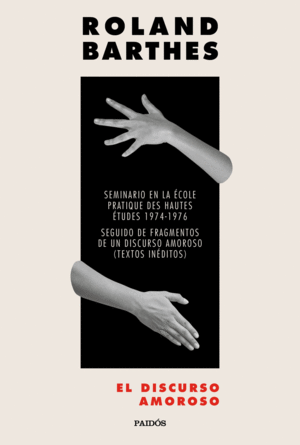 ROLAND
BARTHES
SEMINARIO EN LA ÉCOLE
PRATIQUE DES HAUTES
ÉTUDES 1974-1976
SEGUIDO DE FRAGMENTOS
DE UN DISCURSO AMOROSO
(TEXTOS INÉDITOS)
EL DISCURSO
AMOROSO
PAIDÓS